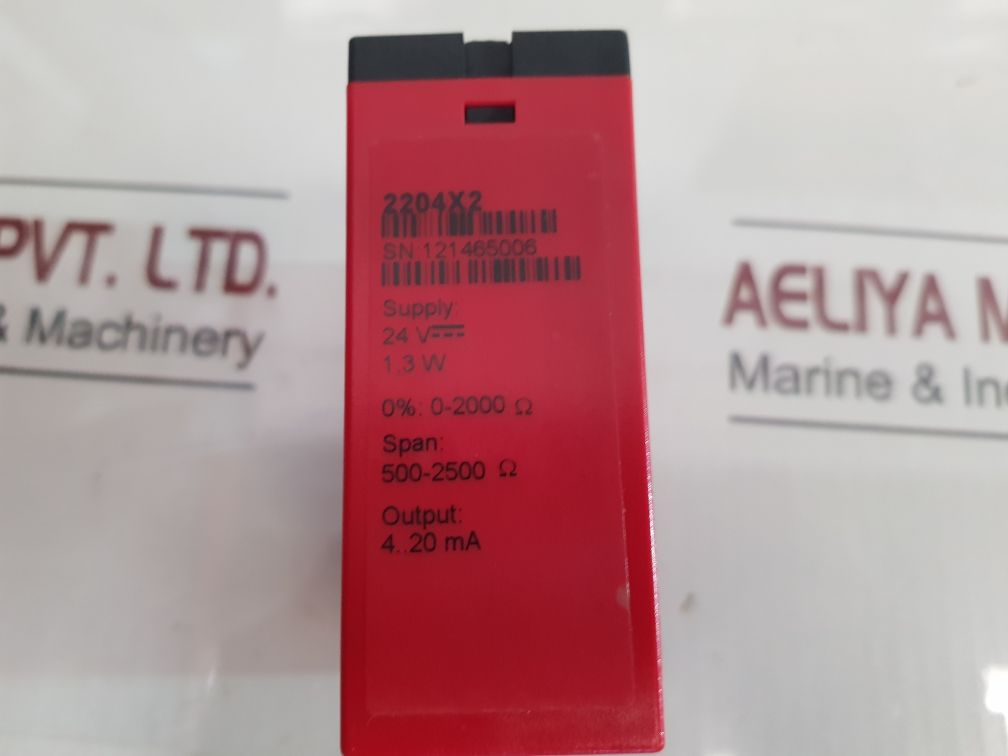 2204X2
SN:121465006
Supply:
24 V
1,3 W
0%: 0-2000 Ω
Span:
500-2500 Ω
Output:
4..20 mA
PVT. LTD.
& Machinery
AELIYA M
Marine & Ind